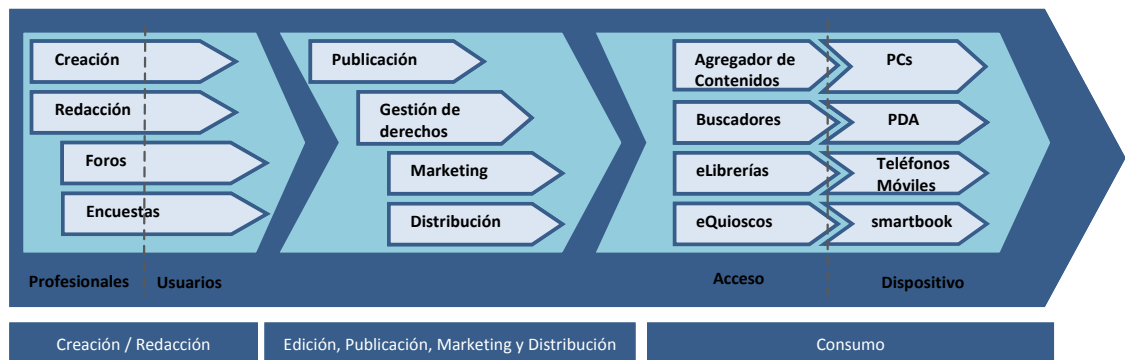 Creación
Redacción
Foros
Encuestas
Profesionales
Usuarios
Publicación
Gestión de
derechos
Marketing
Distribución
Agregador de
Contenidos
Buscadores
eLibrerías
eQuioscos
PCs
PDA
Teléfonos
Móviles
smartbook
Acceso
Dispositivo
Creación / Redacción
Edición, Publicación, Marketing y Distribución
Consumo